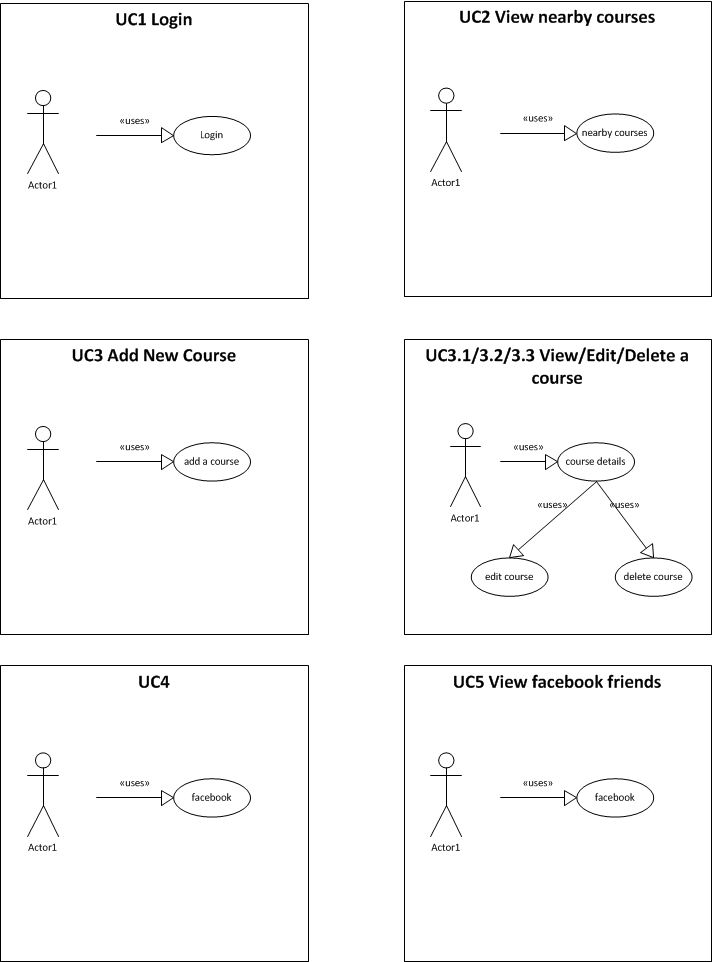 UC1 Login
«uses»
Login
Actor1
UC2 View nearby courses
«uses»
nearby courses
Actor1
UC3 Add New Course
«uses»
add a course
Actor1
UC3.1/3.2/3.3 View/Edit/Delete a
course
«uses»
course details
Actor1
«uses»
«uses»
edit course
delete course
UC4
«uses»
facebook
Actor1
UC5 View facebook friends
«uses»
facebook
Actor1